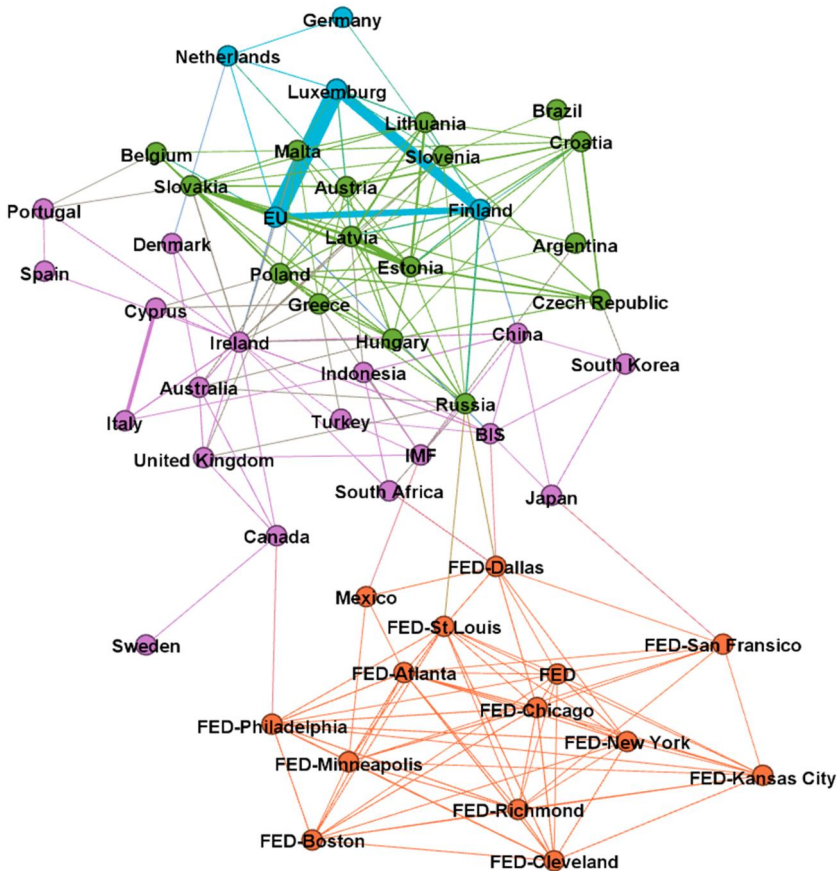 Germany
Netherlands
Luxemburg
Brazil
Lithuania
Croatia
Belgium
Malta
Slovenia
Slovakia
Austria
Portugal
EU
Finland
Denmark
Latvia
Argentina
Spain
Poland
Estonia
Cyprus
Greece
Czech Republic
Ireland
Hungary
China
Indonesia
South Korea
Australia
Italy
Turkey
Russia
BIS
United Kingdom
IMF
South Africa
Japan
Canada
FED-Dallas
Mexico
FED-St.Louis
Sweden
FED-San Fransico
FED-Atlanta
FED
FED-Chicago
FED-Philadelphia
FED-New York
FED-Minneapolis
FED-Kansas City
FED-Richmond
FED-Boston
FED-Cleveland